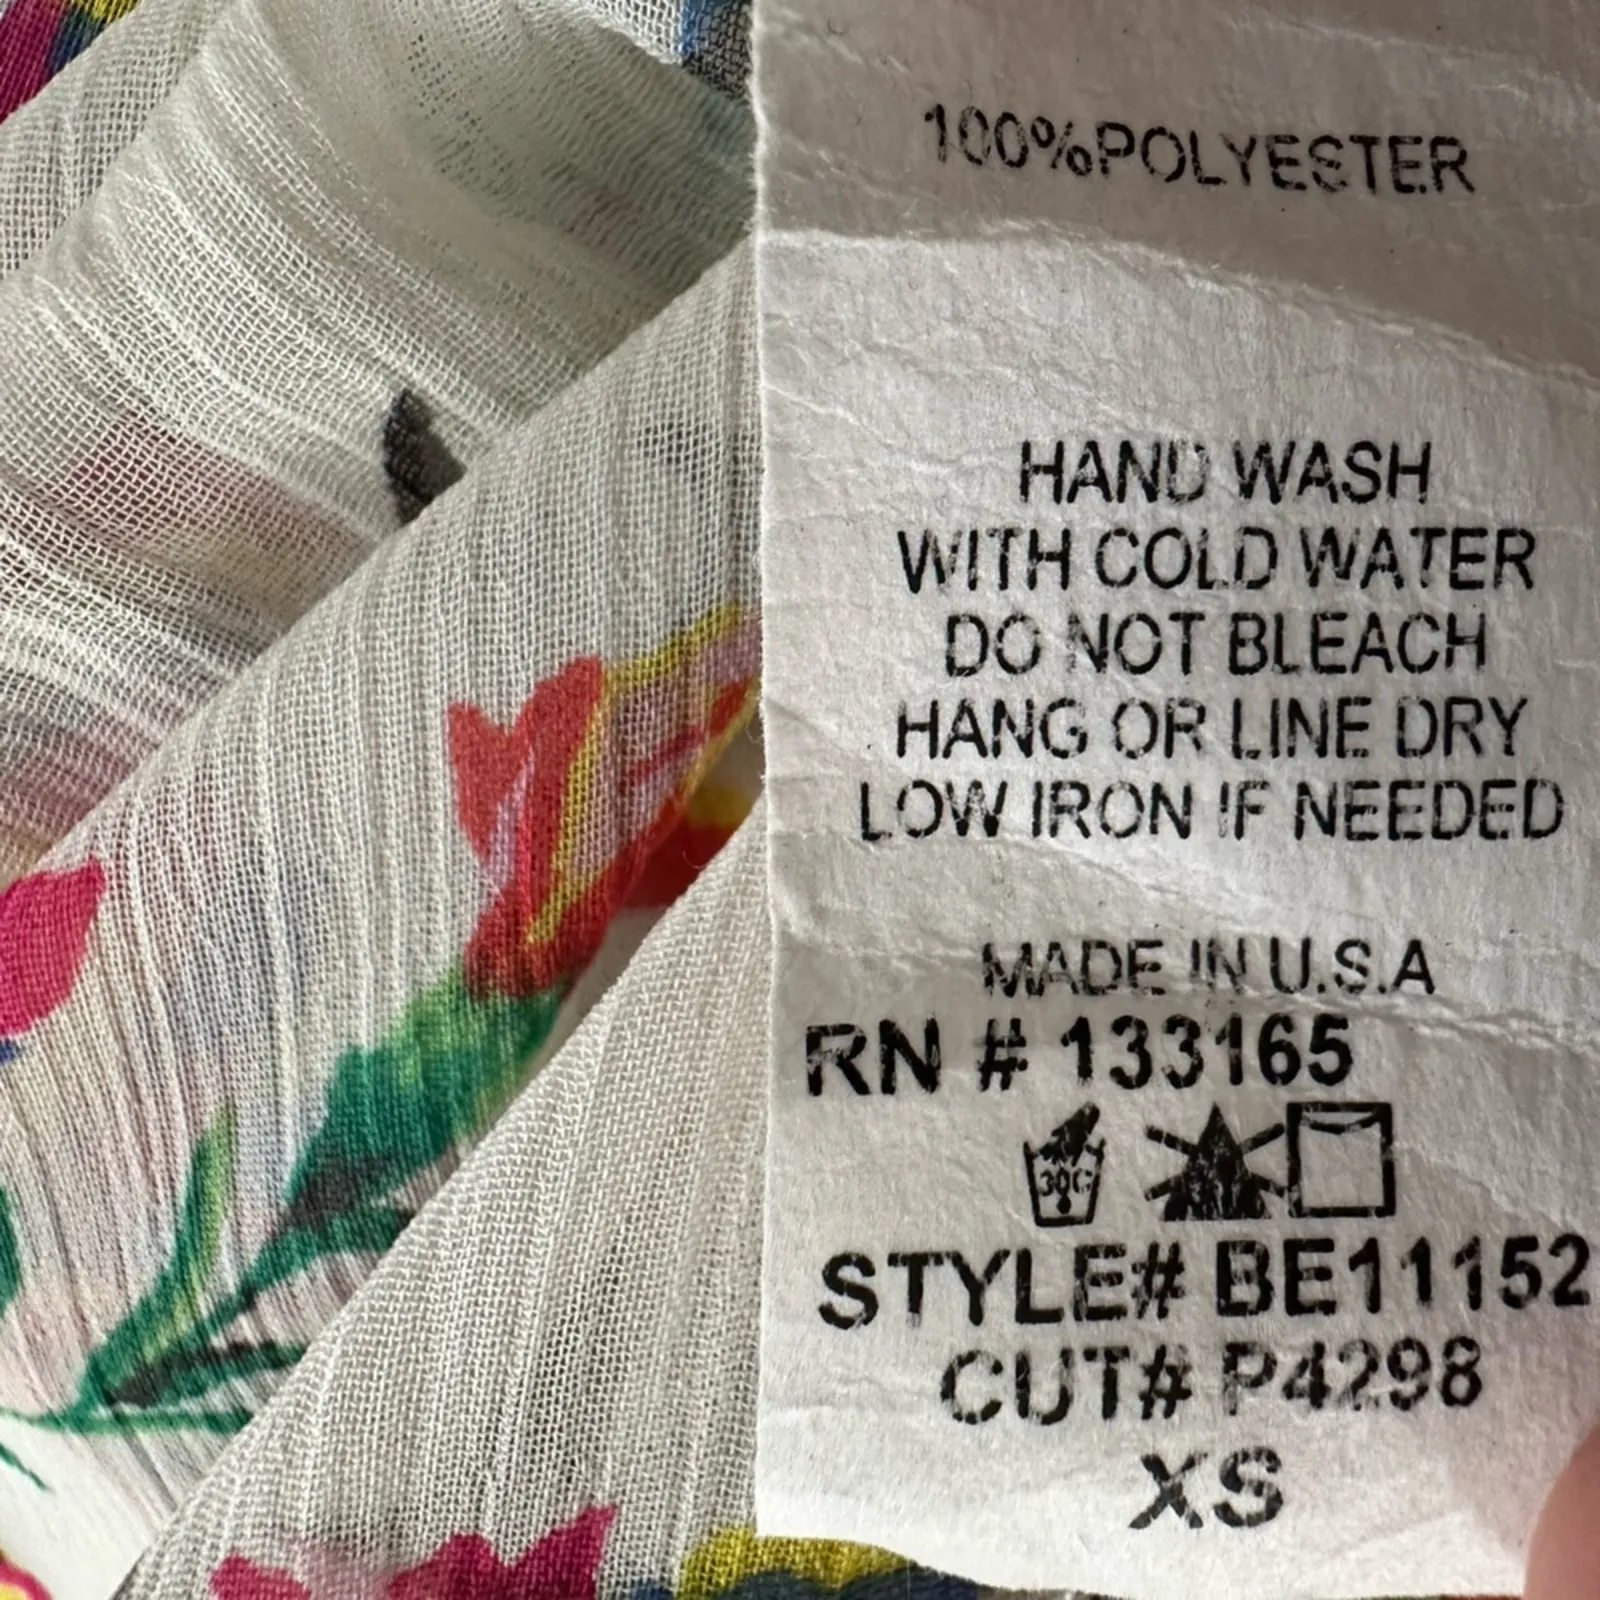 100%POLYESTER
HAND WASH
WITH COLD WATER
DO NOT BLEACH
HANG OR LINE DRY
LOW IRON IF NEEDED
MADE IN U.S.A
RN # 133165
30C
STYLE# BE11152
CUT# P4298
XS